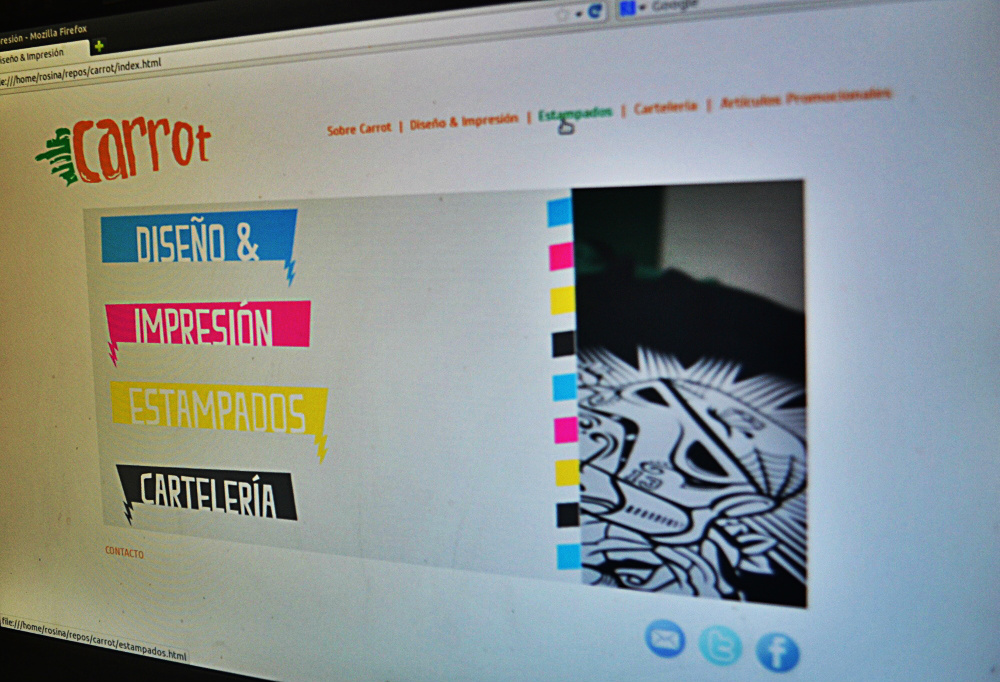 resión - Mozilla Firefox
iseño & Impresión
le:///home/rosina/repos/carrot/index.html
Google
carrot
Sobre Carrot | Diseño & Impresión | Estampados | Cartelería | Artículos Promocionales
DISEÑO &
IMPRESIÓN
ESTAMPADOS
CARTELERÍA
CONTACTO
file:///home/rosina/repos/carrot/estampados.html